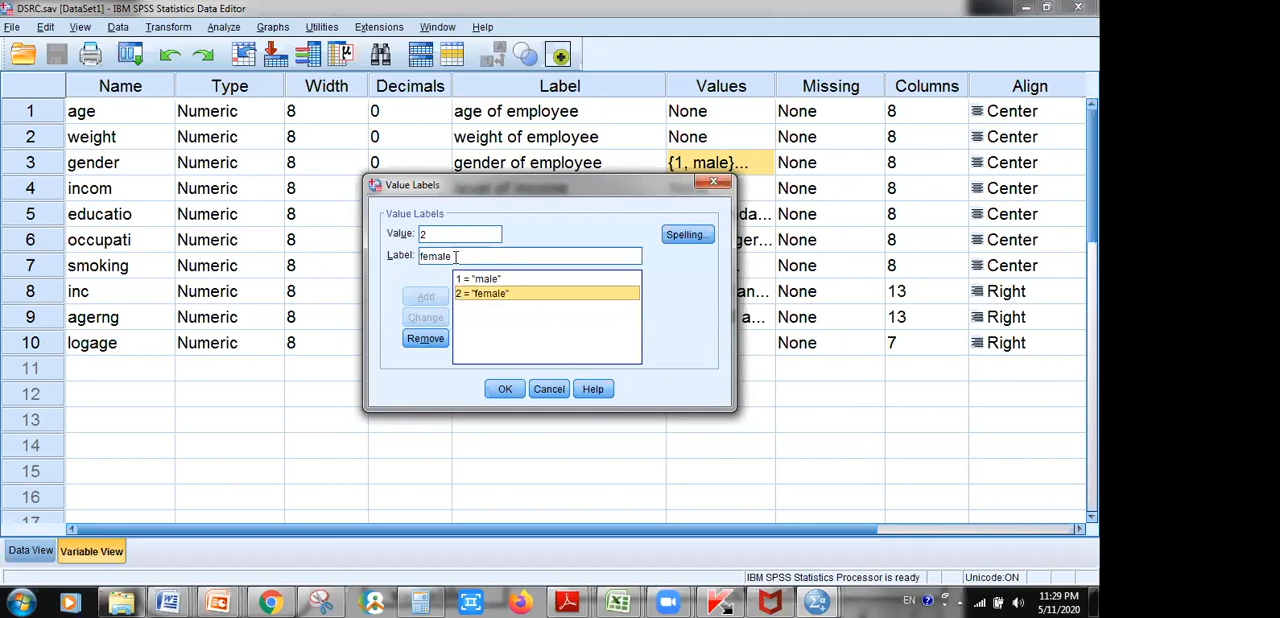 DSRC.sav [DataSet1] - IBM SPSS Statistics Data Editor
File Edit View Data Transform Analyze Graphs Utilities Extensions Window Help
Name Type Width Decimals Label Values Missing Columns Align
1 age Numeric 8 0 age of employee None None 8 Center
2 weight Numeric 8 0 weight of employee None None 8 Center
3 gender Numeric 8 0 gender of employee {1, male}... None 8 Center
4 incom Numeric 8 None 8 Center
5 educatio Numeric 8 da... None 8 Center
6 occupati Numeric 8 ger... None 8 Center
7 smoking Numeric 8 None 8 Center
8 inc Numeric 8 an... None 13 Right
9 agerng Numeric 8 a... None 13 Right
10 logage Numeric 8 None 7 Right
11
12
13
14
15
16
17
Value Labels
Value Labels
Value: 2
Spelling...
Label: female
1 = "male"
2 = "female"
Add
Change
Remove
OK Cancel Help
Data View Variable View
IBM SPSS Statistics Processor is ready Unicode:ON
EN 11:29 PM
5/11/2020